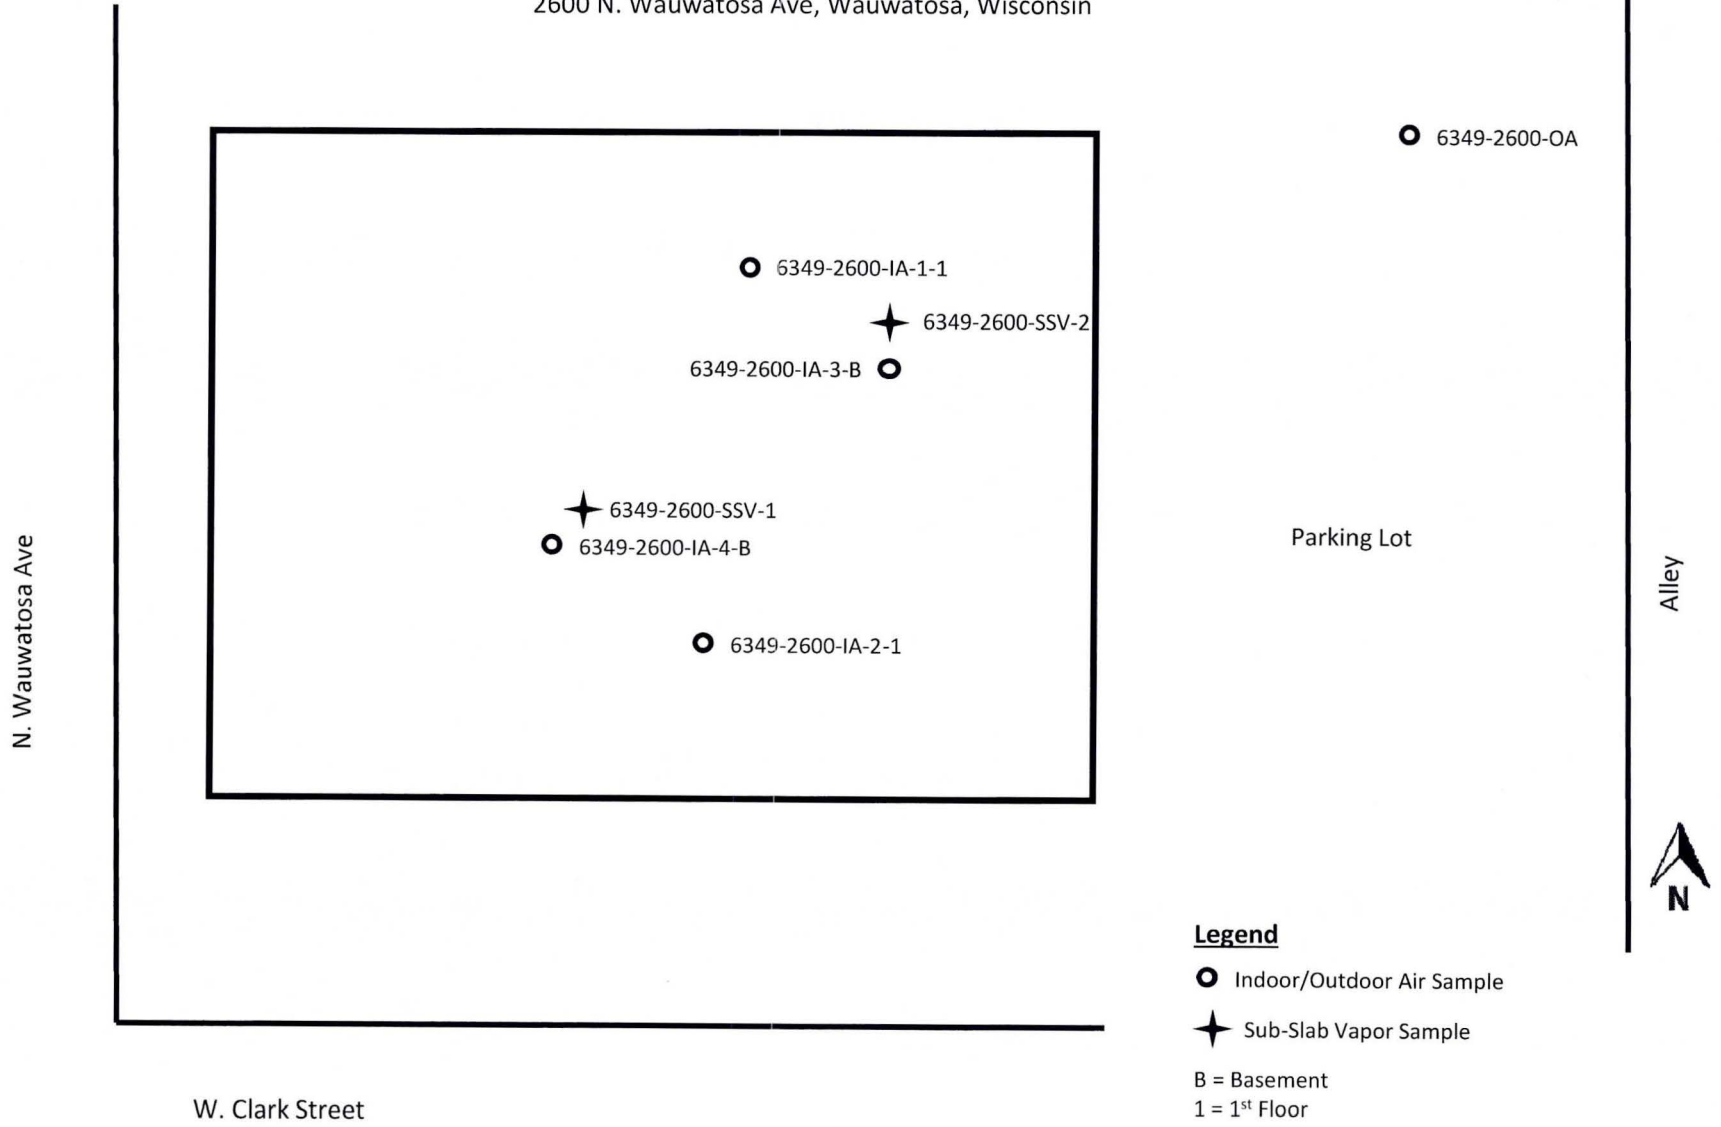 2600 N. Wauwatosa Ave, Wauwatosa, Wisconsin
6349-2600-OA
6349-2600-IA-1-1
6349-2600-SSV-2
6349-2600-IA-3-B
6349-2600-SSV-1
6349-2600-IA-4-B
Parking Lot
N. Wauwatosa Ave
Alley
6349-2600-IA-2-1
N
Legend
Indoor/Outdoor Air Sample
Sub-Slab Vapor Sample
B = Basement
1 = 1st Floor
W. Clark Street